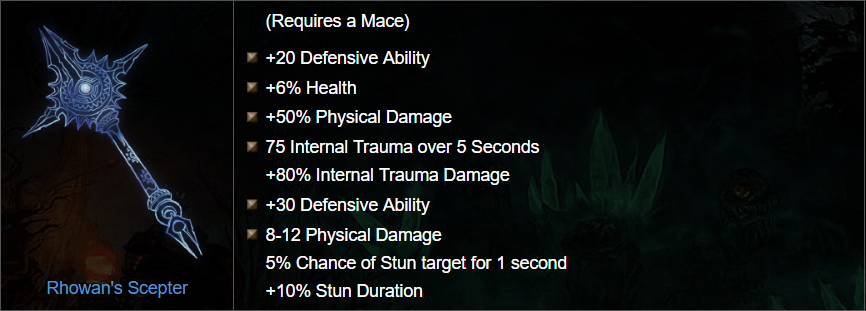 (Requires a Mace)
+20 Defensive Ability
+6% Health
+50% Physical Damage
75 Internal Trauma over 5 Seconds
+80% Internal Trauma Damage
+30 Defensive Ability
8-12 Physical Damage
5% Chance of Stun target for 1 second
+10% Stun Duration
Rhowan's Scepter